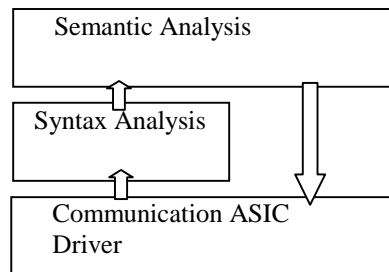 Semantic Analysis
Syntax Analysis
Communication ASIC
Driver